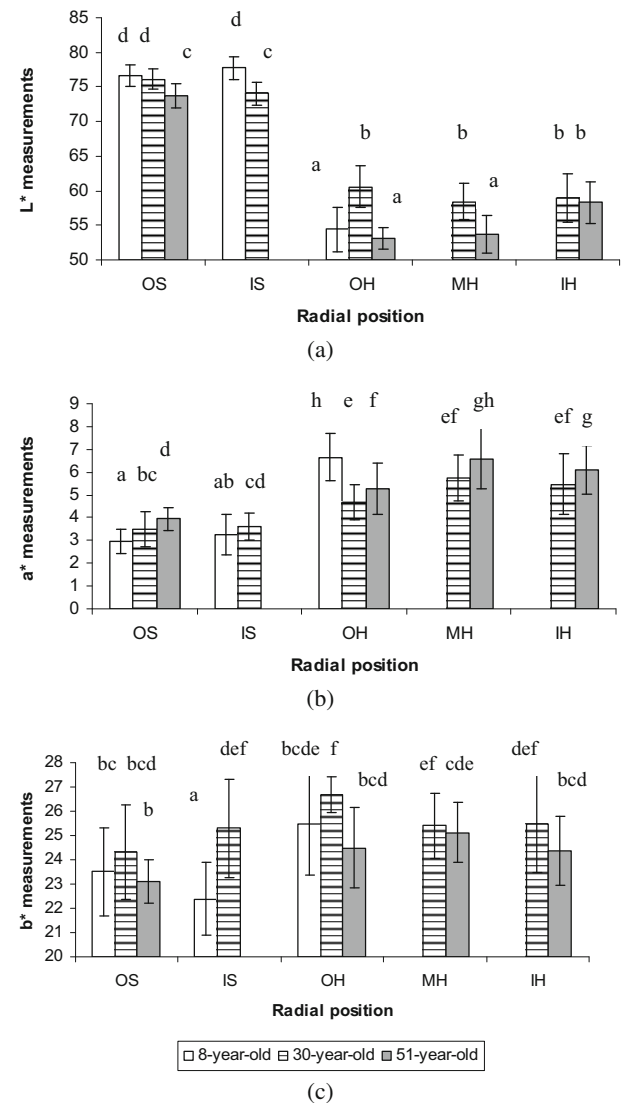 85
80
75
70
65
60
55
50
L* measurements
d d c
d
c
a b a
b a
b b
OS IS OH MH IH
Radial position
(a)
9
8
7
6
5
4
3
2
1
0
a* measurements
a bc d
ab cd
h e f
ef gh
ef g
OS IS OH MH IH
Radial position
(b)
28
27
26
25
24
23
22
21
20
b* measurements
bc bcd b
a def
bcde f bcd
ef cde
def bcd
OS IS OH MH IH
Radial position
8-year-old 30-year-old 51-year-old
(c)